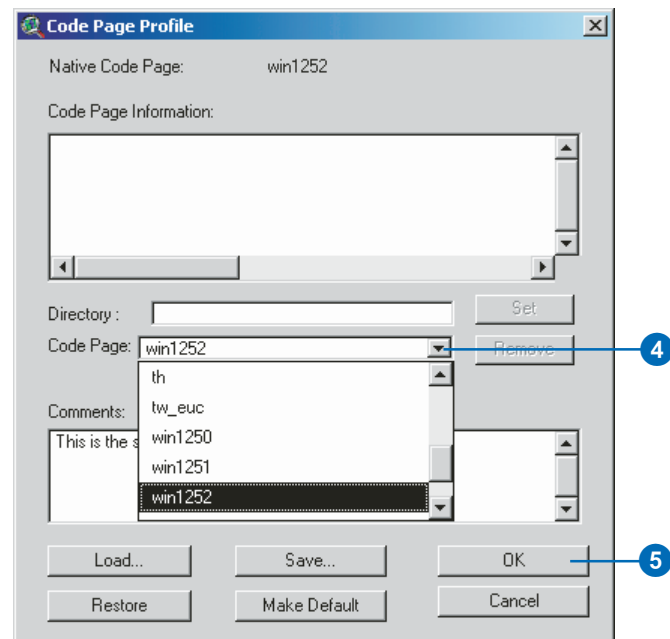 Code Page Profile
Native Code Page: win1252
Code Page Information:
Directory :
Set
Code Page: win1252
Remove
4
th
tw_euc
Comments:
win1250
This is the s
win1251
win1252
Load... Save... OK
5
Restore Make Default Cancel